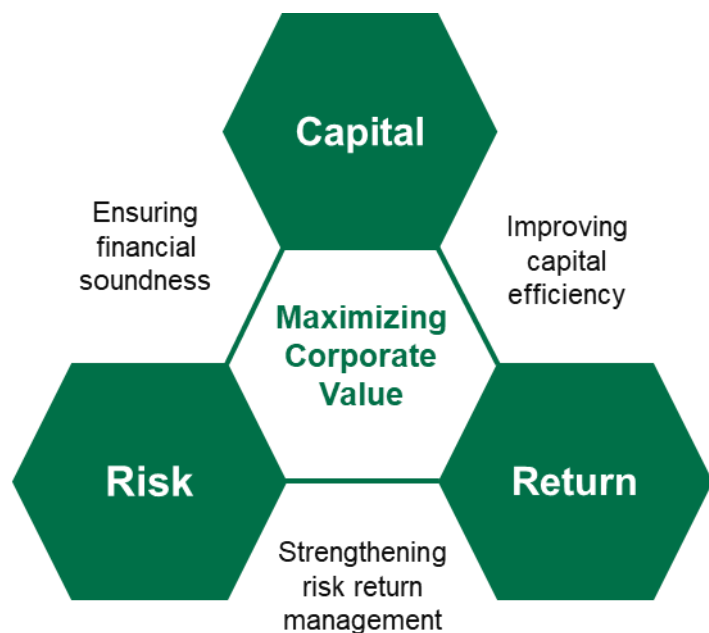 Capital
Ensuring
financial
soundness
Improving
capital
efficiency
Maximizing
Corporate
Value
Risk
Return
Strengthening
risk return
management